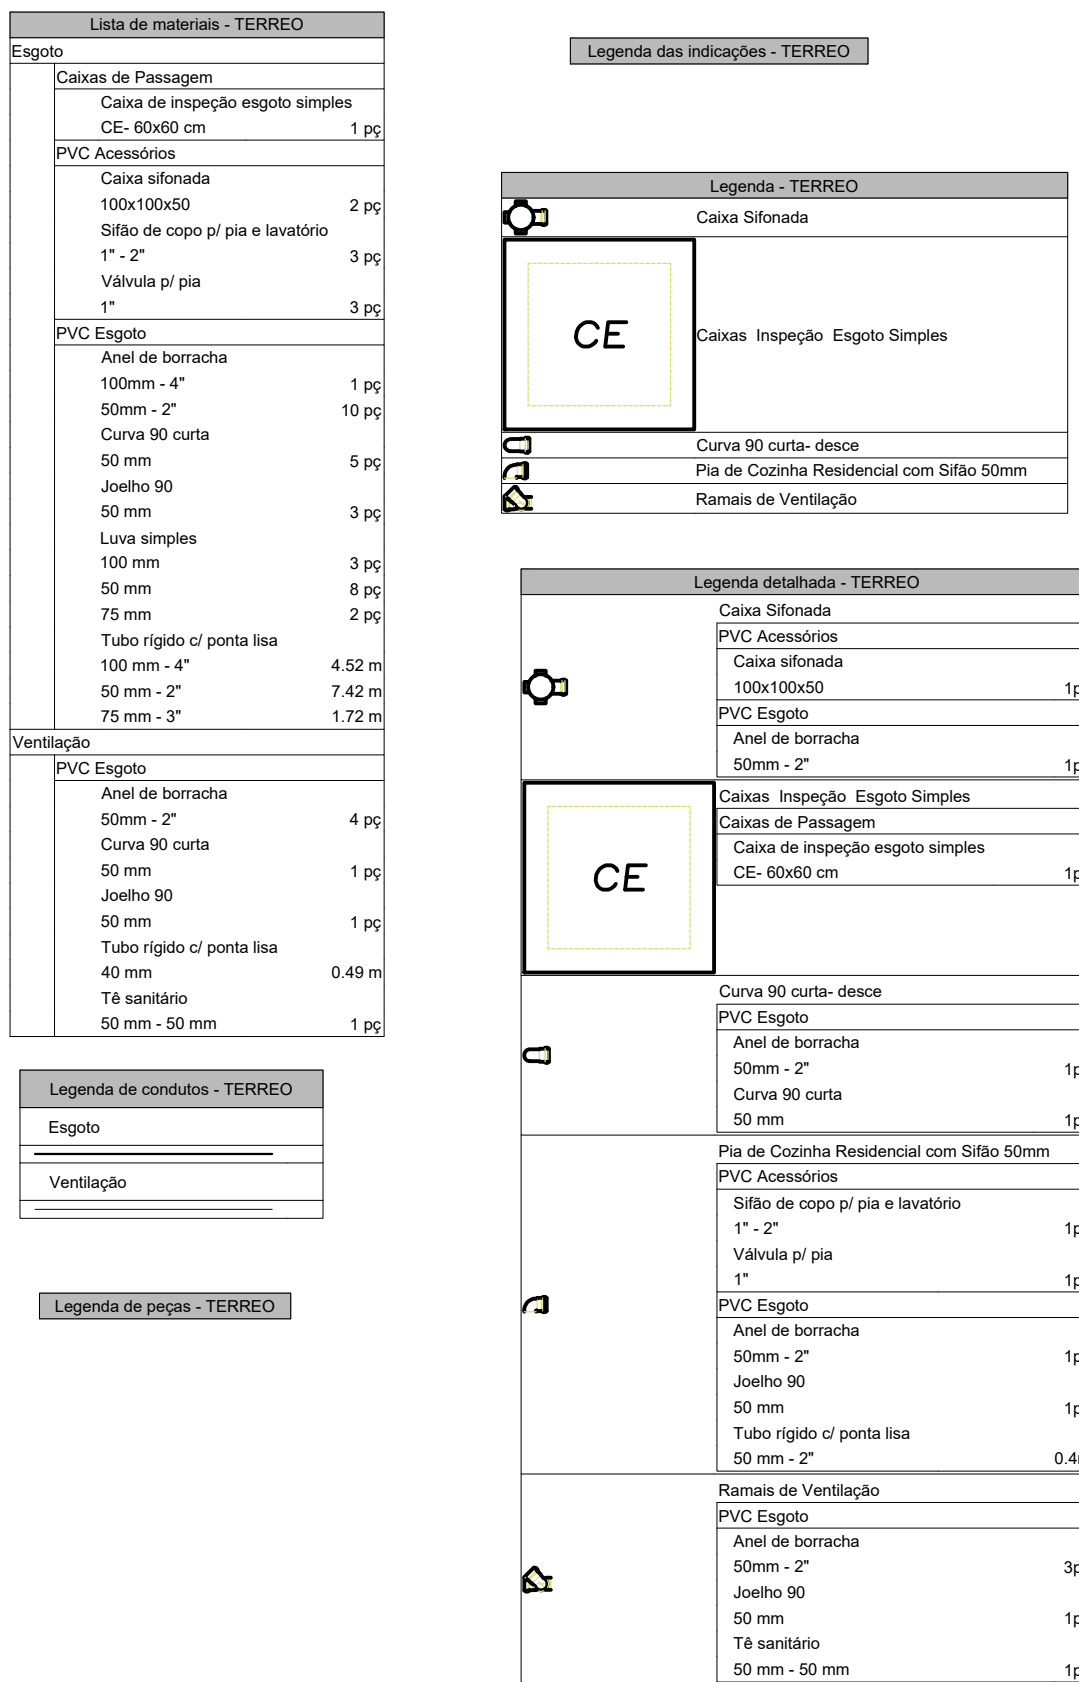 Lista de materiais - TERREO
Esgoto
Caixas de Passagem
Caixa de inspeção esgoto simples
CE- 60x60 cm 1 pç
PVC Acessórios
Caixa sifonada
100x100x50 2 pç
Sifão de copo p/ pia e lavatório
1" - 2" 3 pç
Válvula p/ pia
1" 3 pç
PVC Esgoto
Anel de borracha
100mm - 4" 1 pç
50mm - 2" 10 pç
Curva 90 curta
50 mm 5 pç
Joelho 90
50 mm 3 pç
Luva simples
100 mm 3 pç
50 mm 8 pç
75 mm 2 pç
Tubo rígido c/ ponta lisa
100 mm - 4" 4.52 m
50 mm - 2" 7.42 m
75 mm - 3" 1.72 m
Ventilação
PVC Esgoto
Anel de borracha
50mm - 2" 4 pç
Curva 90 curta
50 mm 1 pç
Joelho 90
50 mm 1 pç
Tubo rígido c/ ponta lisa
40 mm 0.49 m
Tê sanitário
50 mm - 50 mm 1 pç
Legenda de condutos - TERREO
Esgoto
Ventilação
Legenda de peças - TERREO
Legenda das indicações - TERREO
Legenda - TERREO
Caixa Sifonada
CE
Caixas Inspeção Esgoto Simples
Curva 90 curta- desce
Pia de Cozinha Residencial com Sifão 50mm
Ramais de Ventilação
Legenda detalhada - TERREO
Caixa Sifonada
PVC Acessórios
Caixa sifonada
100x100x50 1p
PVC Esgoto
Anel de borracha
50mm - 2" 1p
Caixas Inspeção Esgoto Simples
Caixas de Passagem
Caixa de inspeção esgoto simples
CE- 60x60 cm 1p
CE
Curva 90 curta- desce
PVC Esgoto
Anel de borracha
50mm - 2" 1p
Curva 90 curta
50 mm 1p
Pia de Cozinha Residencial com Sifão 50mm
PVC Acessórios
Sifão de copo p/ pia e lavatório
1" - 2" 1p
Válvula p/ pia
1" 1p
PVC Esgoto
Anel de borracha
50mm - 2" 1p
Joelho 90
50 mm 1p
Tubo rígido c/ ponta lisa
50 mm - 2" 0.4m
Ramais de Ventilação
PVC Esgoto
Anel de borracha
50mm - 2" 3p
Joelho 90
50 mm 1p
Tê sanitário
50 mm - 50 mm 1p